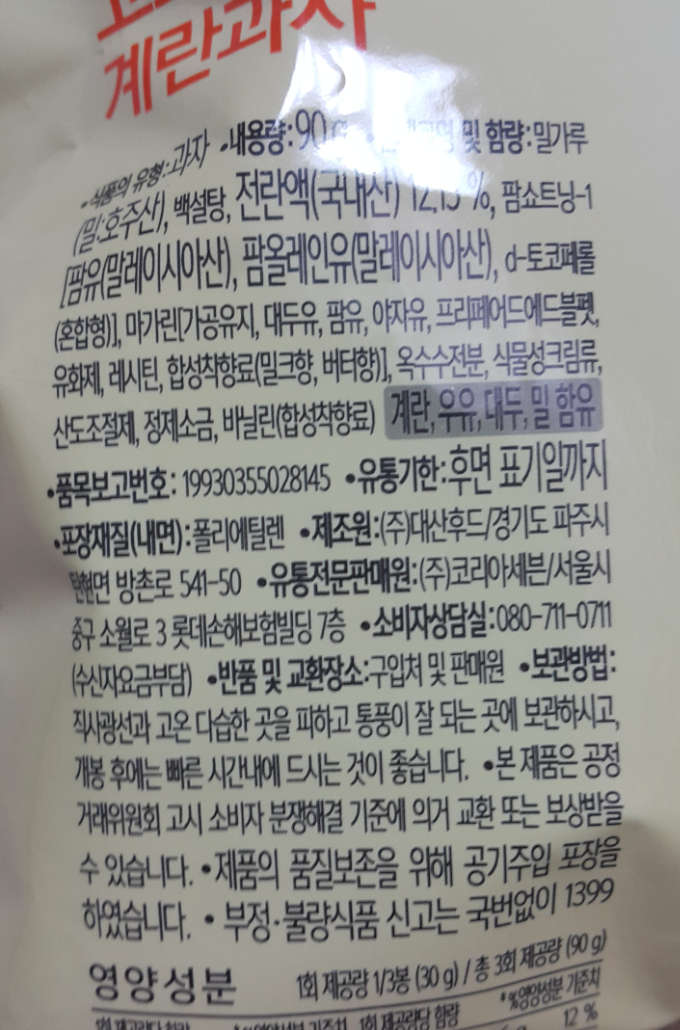 계란과자
•식품의 유형:과자 •내용량:90 g 및 함량:밀가루
(밀:호주산), 백설탕, 전란액(국내산) 12.15 %, 팜쇼트닝-1
[팜유(말레이시아산), 팜올레인유(말레이시아산), d-토코페롤
(혼합형)], 마가린[가공유지, 대두유, 팜유, 야자유, 프리페어드에드블펫,
유화제, 레시틴, 합성착향료(밀크향, 버터향)], 옥수수전분, 식물성크림류,
산도조절제, 정제소금, 바닐린(합성착향료) 계란, 우유, 대두, 밀 함유
•품목보고번호: 19930355028145 •유통기한:후면 표기일까지
•포장재질(내면):폴리에틸렌 •제조원:(주)대산후드/경기도 파주시
탄현면 방촌로 541-50 •유통전문판매원:(주)코리아세븐/서울시
중구 소월로 3 롯데손해보험빌딩 7층 •소비자상담실:080-711-0711
(수신자요금부담) •반품 및 교환장소:구입처 및 판매원 •보관방법:
직사광선과 고온 다습한 곳을 피하고 통풍이 잘 되는 곳에 보관하시고,
개봉 후에는 빠른 시간내에 드시는 것이 좋습니다. •본 제품은 공정
거래위원회 고시 소비자 분쟁해결 기준에 의거 교환 또는 보상받을
수 있습니다. •제품의 품질보존을 위해 공기주입 포장을
하였습니다. •부정·불량식품 신고는 국번없이 1399
영양성분 1회 제공량 1/3봉 (30 g) / 총 3회 제공량 (90 g)
1회 제공량당 함량 *%영양성분 기준치
12 %